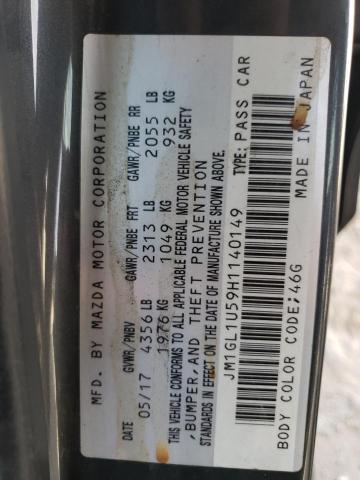 MFD. BY MAZDA MOTOR CORPORATION
DATE GVWR/PNBV GAWR/PNBE FRT GAWR/PNBE RR
05/17 4356 LB 2313 LB 2055 LB
1976 KG 1049 KG 932 KG
THIS VEHICLE CONFORMS TO ALL APPLICABLE FEDERAL MOTOR VEHICLE SAFETY
,BUMPER, AND THEFT PREVENTION
STANDARDS IN EFFECT ON THE DATE OF MANUFACTURE SHOWN ABOVE.
JM1GL1U59H1140149 TYPE: PASS CAR
BODY COLOR CODE;46G MADE IN JAPAN